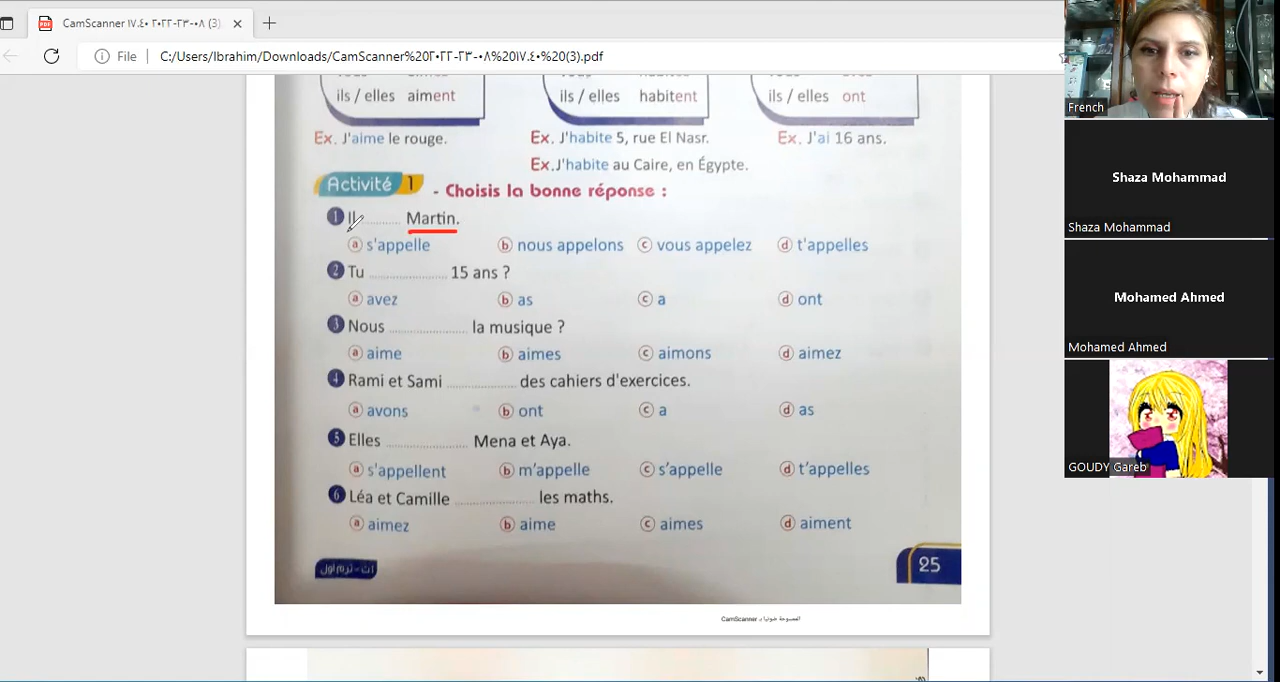 CamScanner ١٧.٤٠ ٢٠٢٢-٢٣-٠٨ (3)
File C:/Users/Ibrahim/Downloads/CamScanner%20٢٠٢٢-٢٣-٠٨%20١٧.٤٠%20(3).pdf
ils / elles aiment ils / elles habitent ils / elles ont
Ex. J'aime le rouge. Ex. J'habite 5, rue El Nasr. Ex. J'ai 16 ans.
Ex.J'habite au Caire, en Égypte.
Activité 1 - Choisis la bonne réponse :
1 Il .......... Martin.
a s'appelle b nous appelons c vous appelez d t'appelles
2 Tu .................... 15 ans ?
a avez b as c a d ont
3 Nous .................... la musique ?
a aime b aimes c aimons d aimez
4 Rami et Sami .................. des cahiers d'exercices.
a avons b ont c a d as
5 Elles .................... Mena et Aya.
a s'appellent b m'appelle c s'appelle d t'appelles
6 Léa et Camille .................... les maths.
a aimez b aime c aimes d aiment
25
الممسوحة ضوئيا بـ CamScanner
French
Shaza Mohammad
Shaza Mohammad
Mohamed Ahmed
Mohamed Ahmed
GOUDY Gareb